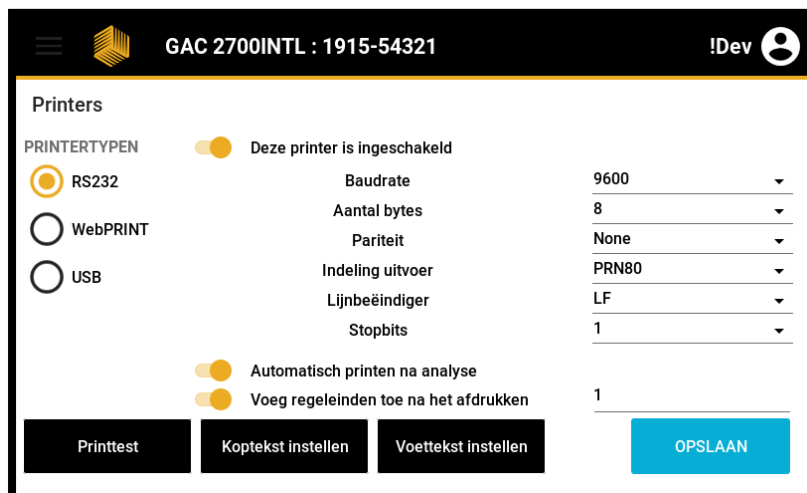 GAC 2700INTL : 1915-54321
!Dev
Printers
PRINTERTYPEN
RS232
WebPRINT
USB
Deze printer is ingeschakeld
Baudrate 9600
Aantal bytes 8
Pariteit None
Indeling uitvoer PRN80
Lijnbeëindiger LF
Stopbits 1
Automatisch printen na analyse
Voeg regeleinden toe na het afdrukken 1
Printtest
Koptekst instellen
Voettekst instellen
OPSLAAN